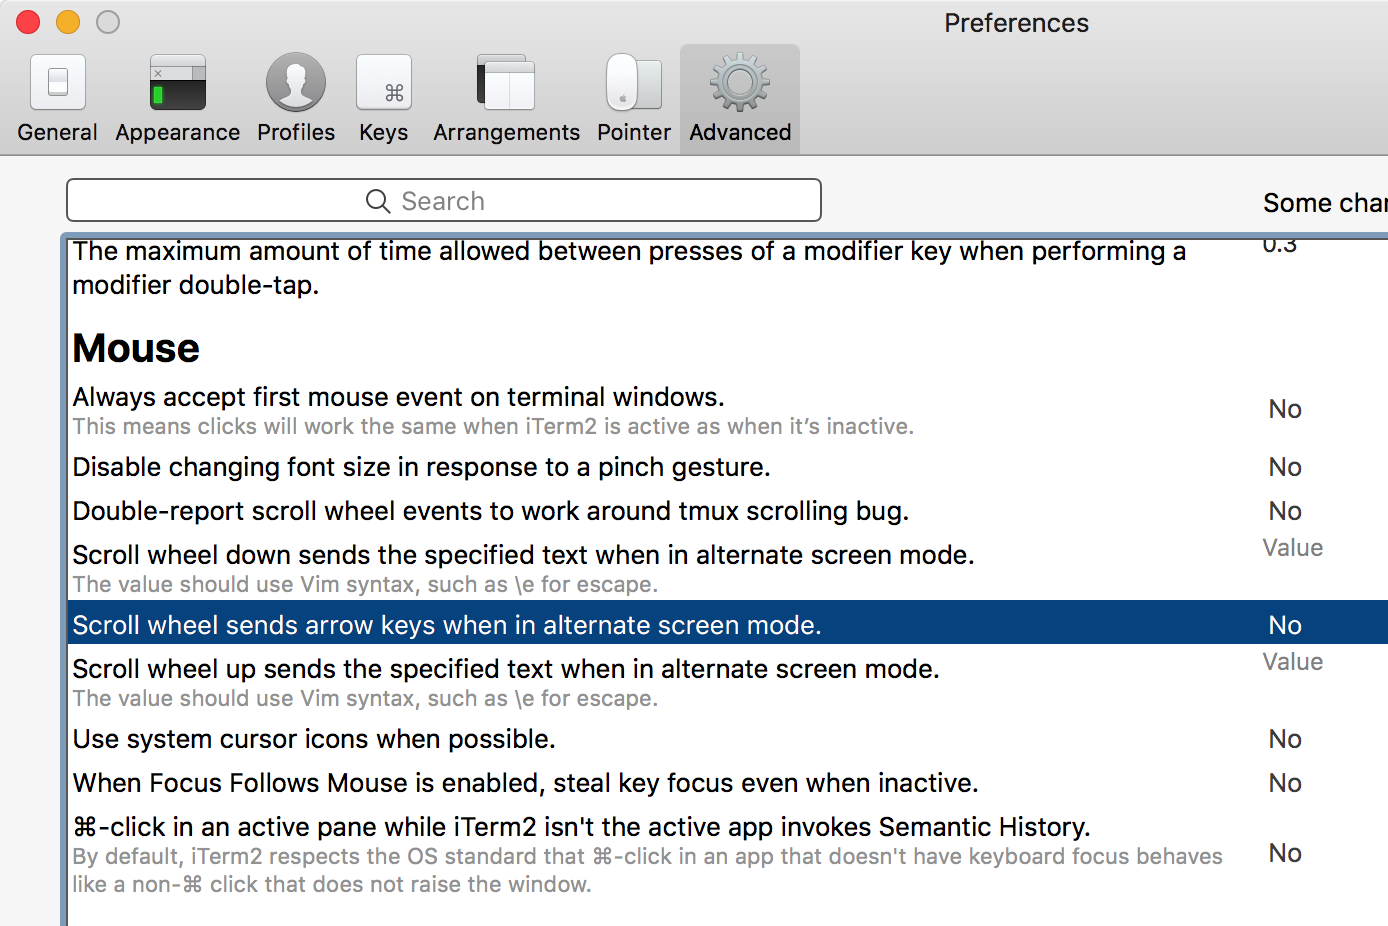 Preferences
General Appearance Profiles Keys Arrangements Pointer Advanced
Search
Some
The maximum amount of time allowed between presses of a modifier key when performing a
modifier double-tap.
0.3
Mouse
Always accept first mouse event on terminal windows.
This means clicks will work the same when iTerm2 is active as when it’s inactive.
No
Disable changing font size in response to a pinch gesture.
No
Double-report scroll wheel events to work around tmux scrolling bug.
No
Scroll wheel down sends the specified text when in alternate screen mode.
The value should use Vim syntax, such as \e for escape.
Value
Scroll wheel sends arrow keys when in alternate screen mode.
No
Scroll wheel up sends the specified text when in alternate screen mode.
The value should use Vim syntax, such as \e for escape.
Value
Use system cursor icons when possible.
No
When Focus Follows Mouse is enabled, steal key focus even when inactive.
No
⌘-click in an active pane while iTerm2 isn't the active app invokes Semantic History.
By default, iTerm2 respects the OS standard that ⌘-click in an app that doesn't have keyboard focus behaves
like a non-⌘ click that does not raise the window.
No